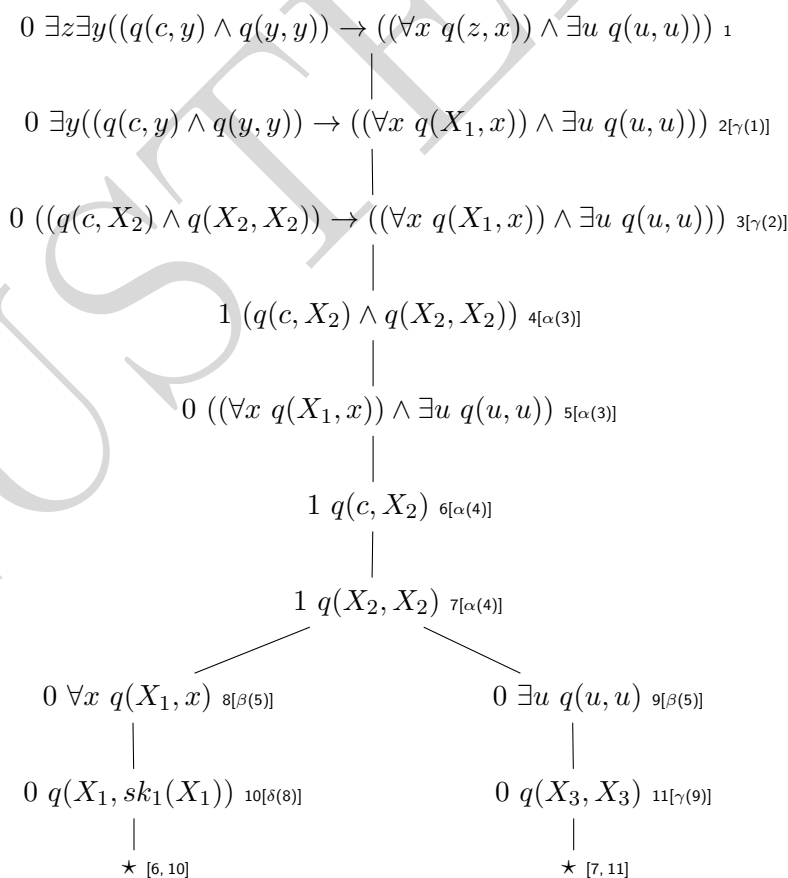 0 ∃z∃y((q(c, y) ∧ q(y, y)) → ((∀x q(z, x)) ∧ ∃u q(u, u))) 1
0 ∃y((q(c, y) ∧ q(y, y)) → ((∀x q(X₁, x)) ∧ ∃u q(u, u))) 2[γ(1)]
0 ((q(c, X₂) ∧ q(X₂, X₂)) → ((∀x q(X₁, x)) ∧ ∃u q(u, u))) 3[γ(2)]
1 (q(c, X₂) ∧ q(X₂, X₂)) 4[α(3)]
0 ((∀x q(X₁, x)) ∧ ∃u q(u, u)) 5[α(3)]
1 q(c, X₂) 6[α(4)]
1 q(X₂, X₂) 7[α(4)]
0 ∀x q(X₁, x) 8[β(5)] 0 ∃u q(u, u) 9[β(5)]
0 q(X₁, sk₁(X₁)) 10[δ(8)] 0 q(X₃, X₃) 11[γ(9)]
⋆ [6, 10] ⋆ [7, 11]